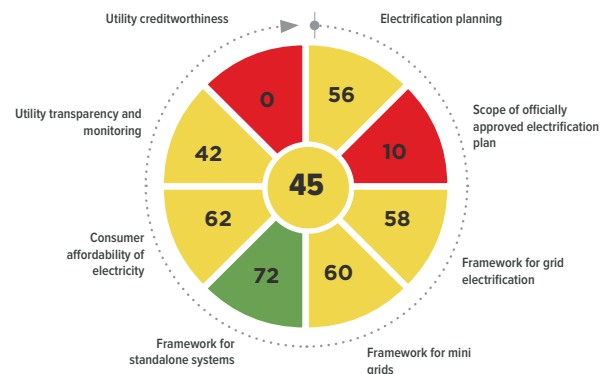 Utility creditworthiness
Electrification planning
0
56
Utility transparency and
monitoring
Scope of officially
approved electrification
plan
42
10
45
62
58
Consumer
affordability of
electricity
Framework for grid
electrification
72
60
Framework for
standalone systems
Framework for mini
grids